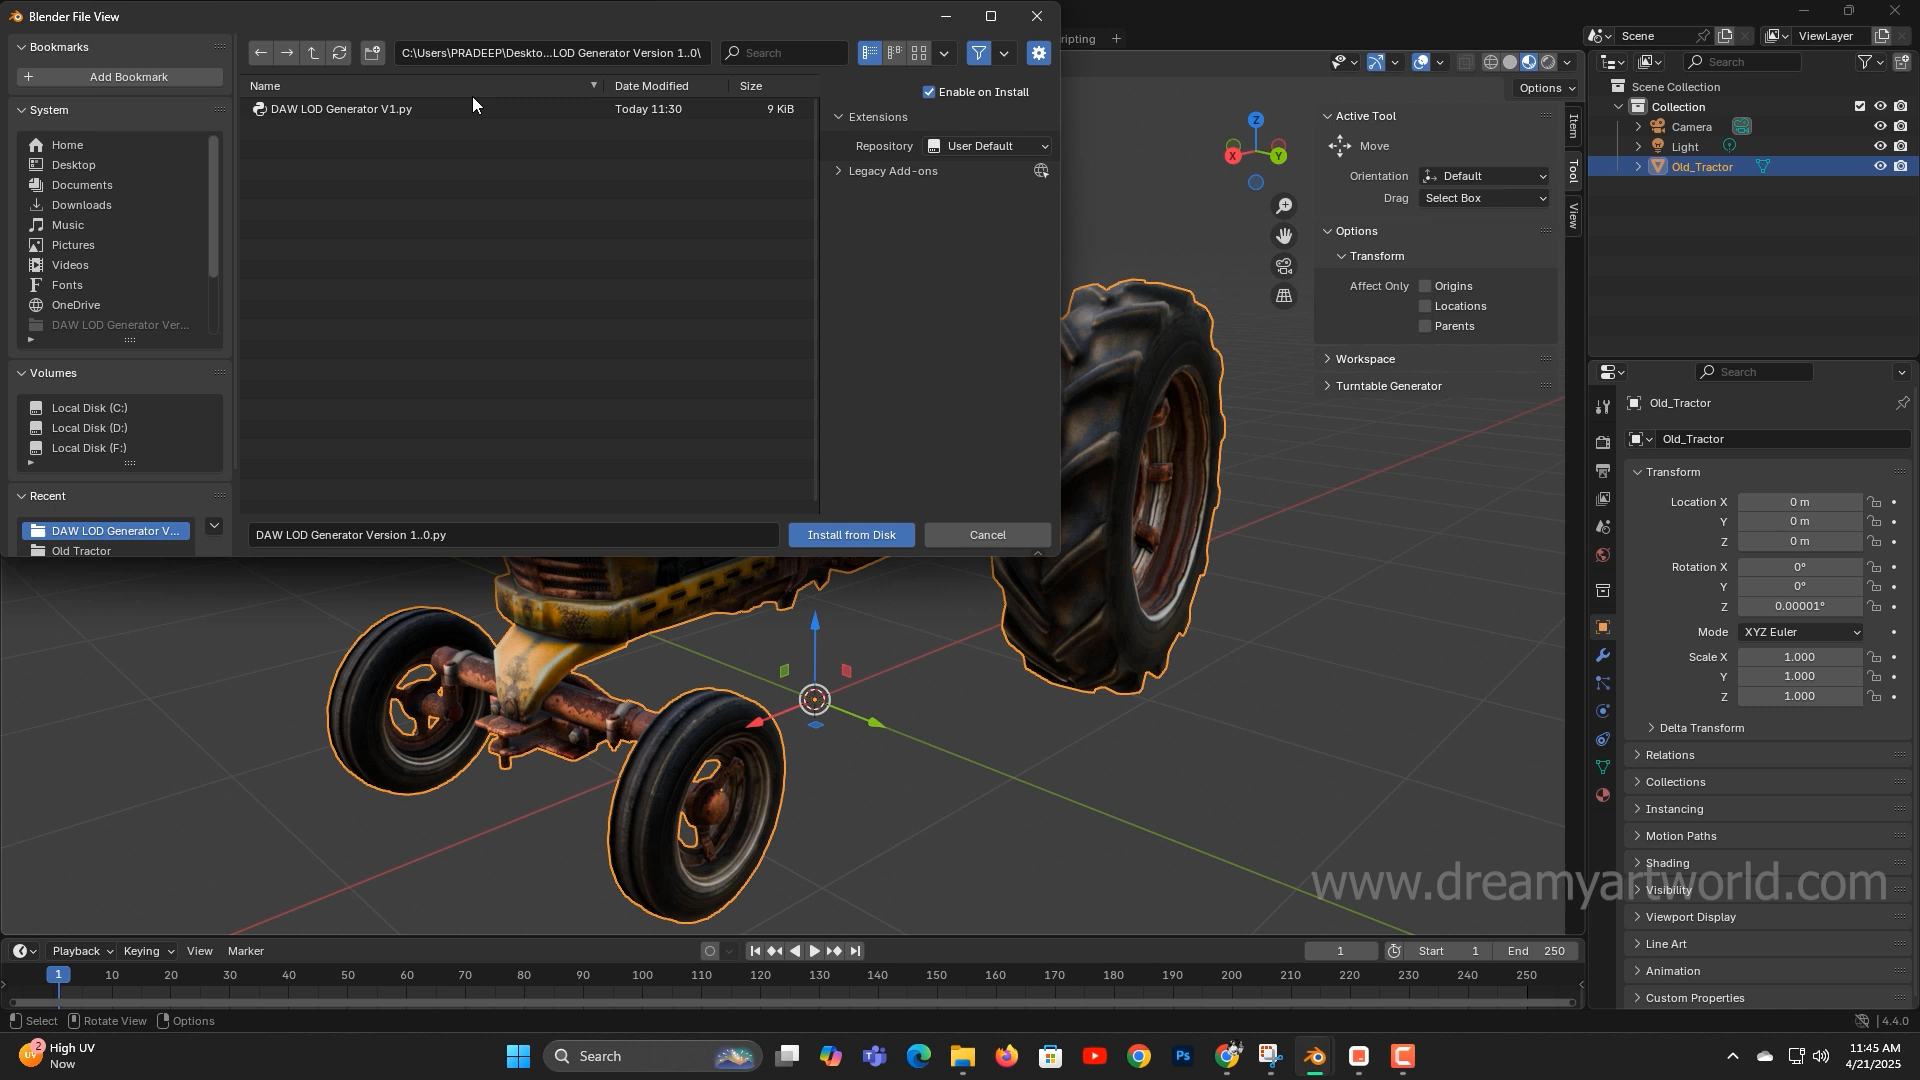 Blender File View
Bookmarks
Add Bookmark
System
Home
Desktop
Documents
Downloads
Music
Pictures
Videos
Fonts
OneDrive
DAW LOD Generator Ver...
Volumes
Local Disk (C:)
Local Disk (D:)
Local Disk (F:)
Recent
DAW LOD Generator V...
Old Tractor
C:\Users\PRADEEP\Deskto...LOD Generator Version 1..0\
Search
Name Date Modified Size
DAW LOD Generator V1.py Today 11:30 9 KiB
Enable on Install
Extensions
Repository User Default
Legacy Add-ons
DAW LOD Generator Version 1..0.py
Install from Disk
Cancel
ripting
Scene
ViewLayer
Options
Z
X
Y
Active Tool
Move
Orientation Default
Drag Select Box
Options
Transform
Affect Only Origins
Locations
Parents
Workspace
Turntable Generator
Item
Tool
View
Search
Scene Collection
Collection
Camera
Light
Old_Tractor
Search
Old_Tractor
Old_Tractor
Transform
Location X 0 m
Y 0 m
Z 0 m
Rotation X 0°
Y 0°
Z 0.00001°
Mode XYZ Euler
Scale X 1.000
Y 1.000
Z 1.000
Delta Transform
Relations
Collections
Instancing
Motion Paths
Shading
Visibility
Viewport Display
Line Art
Animation
Custom Properties
www.dreamyartworld.com
Playback Keying View Marker
1 Start 1 End 250
1 10 20 30 40 50 60 70 80 90 100 110 120 130 140 150 160 170 180 190 200 210 220 230 240 250
Select Rotate View Options
4.4.0
2
UV
High UV
Now
Search
Ps
11:45 AM
4/21/2025